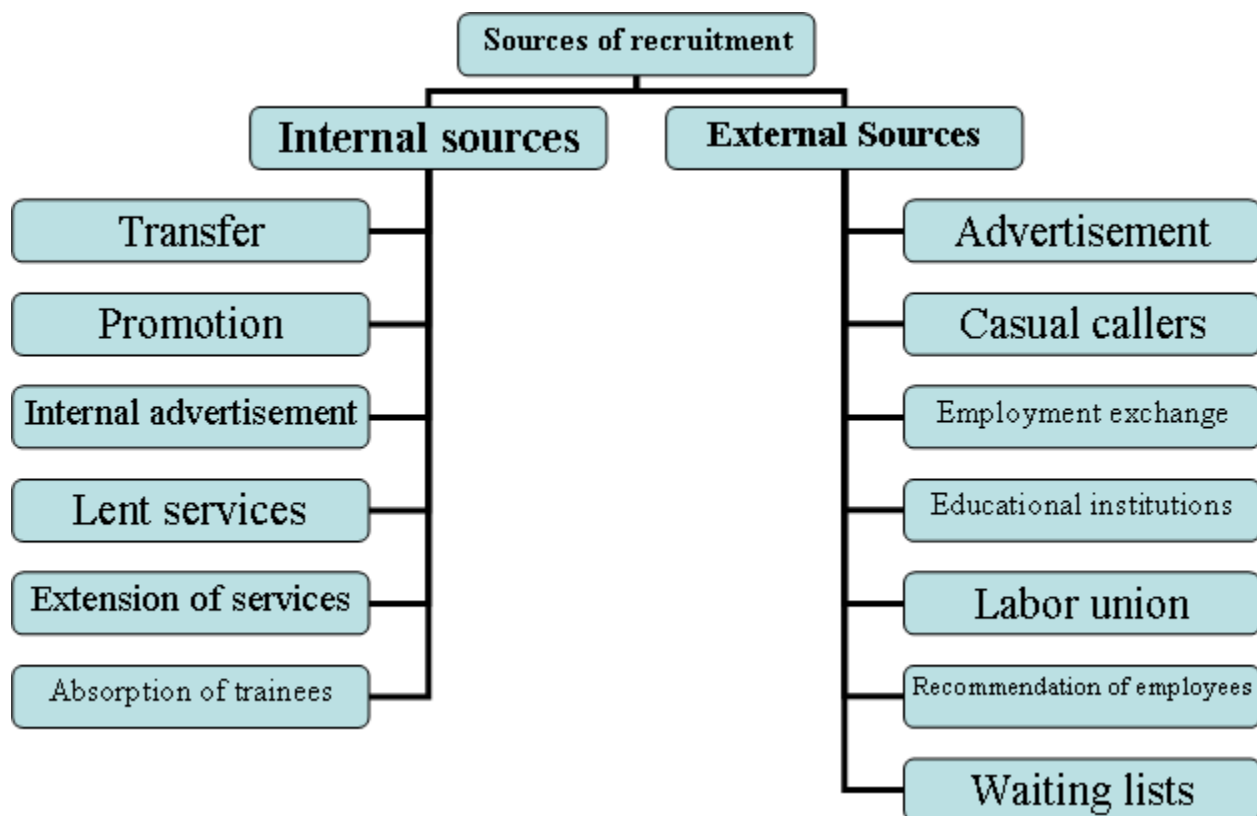 Sources of recruitment
Internal sources
External Sources
Transfer
Promotion
Internal advertisement
Lent services
Extension of services
Absorption of trainees
Advertisement
Casual callers
Employment exchange
Educational institutions
Labor union
Recommendation of employees
Waiting lists